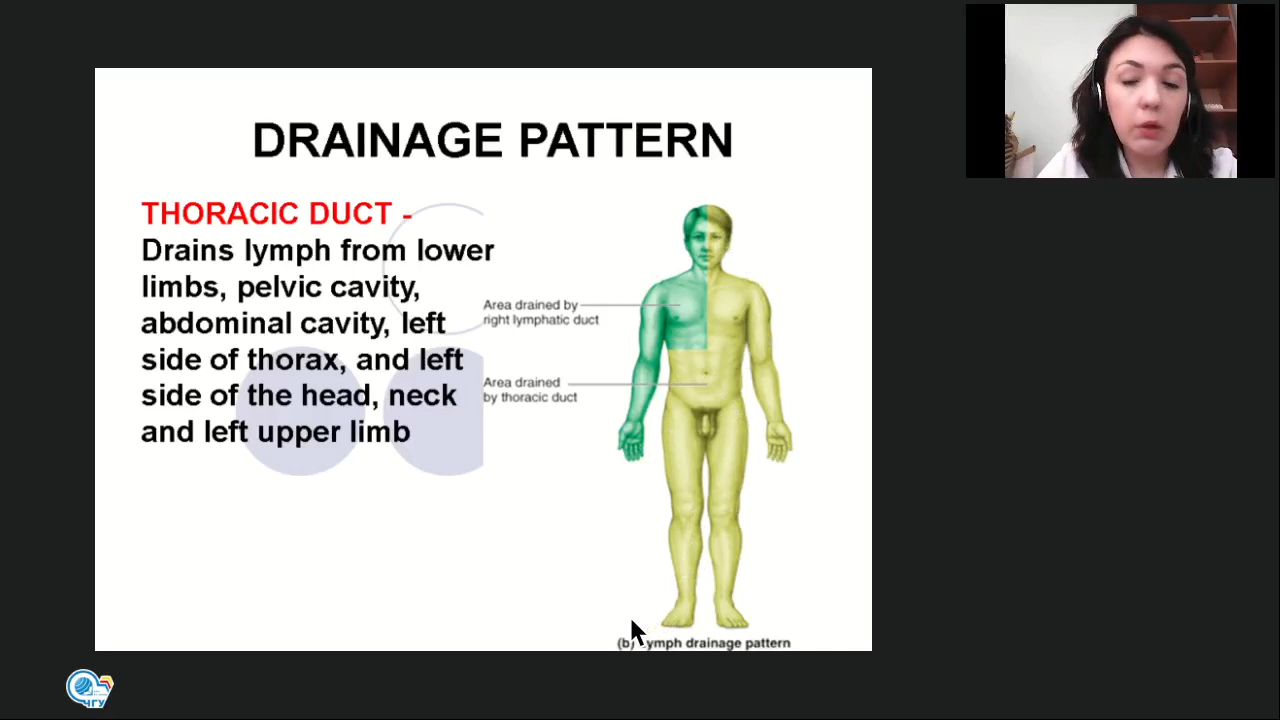 DRAINAGE PATTERN
THORACIC DUCT -
Drains lymph from lower
limbs, pelvic cavity,
abdominal cavity, left
side of thorax, and left
side of the head, neck
and left upper limb
Area drained by
right lymphatic duct
Area drained
by thoracic duct
(b) Lymph drainage pattern
ЧГУ